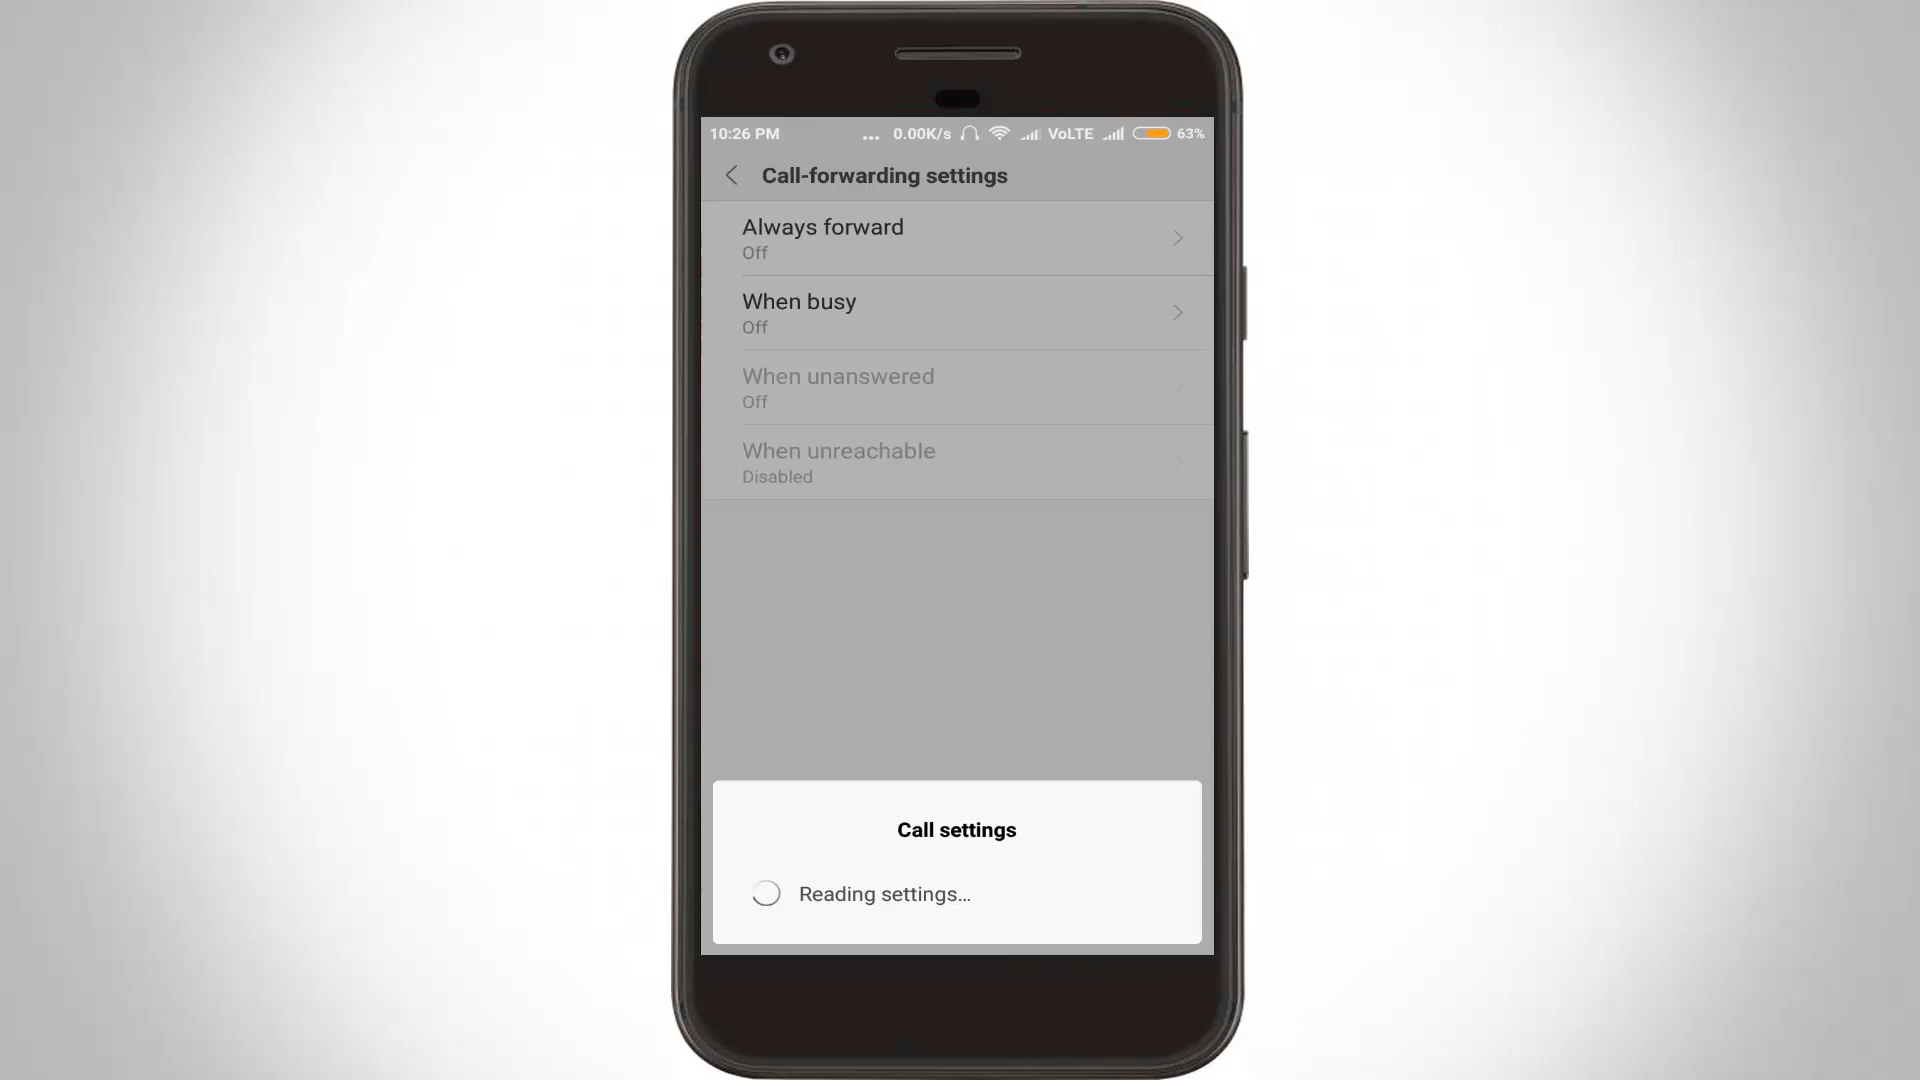 10:26 PM ... 0.00K/s VoLTE 63%
Call-forwarding settings
Always forward
Off
When busy
Off
When unanswered
Off
When unreachable
Disabled
Call settings
Reading settings...